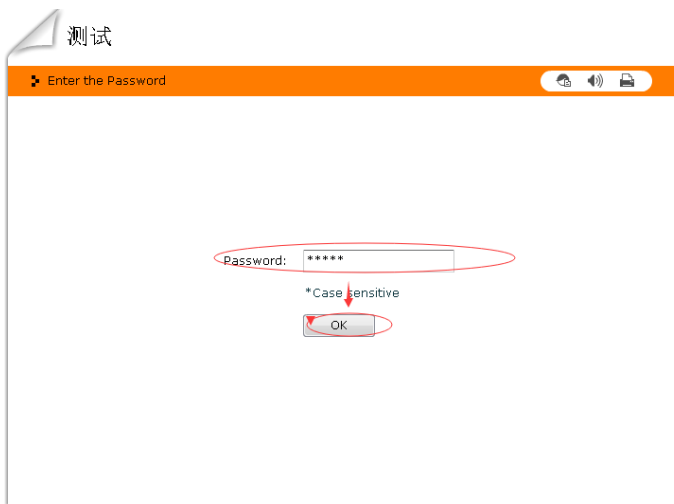 测试
Enter the Password
Password: *****
*Case sensitive
OK